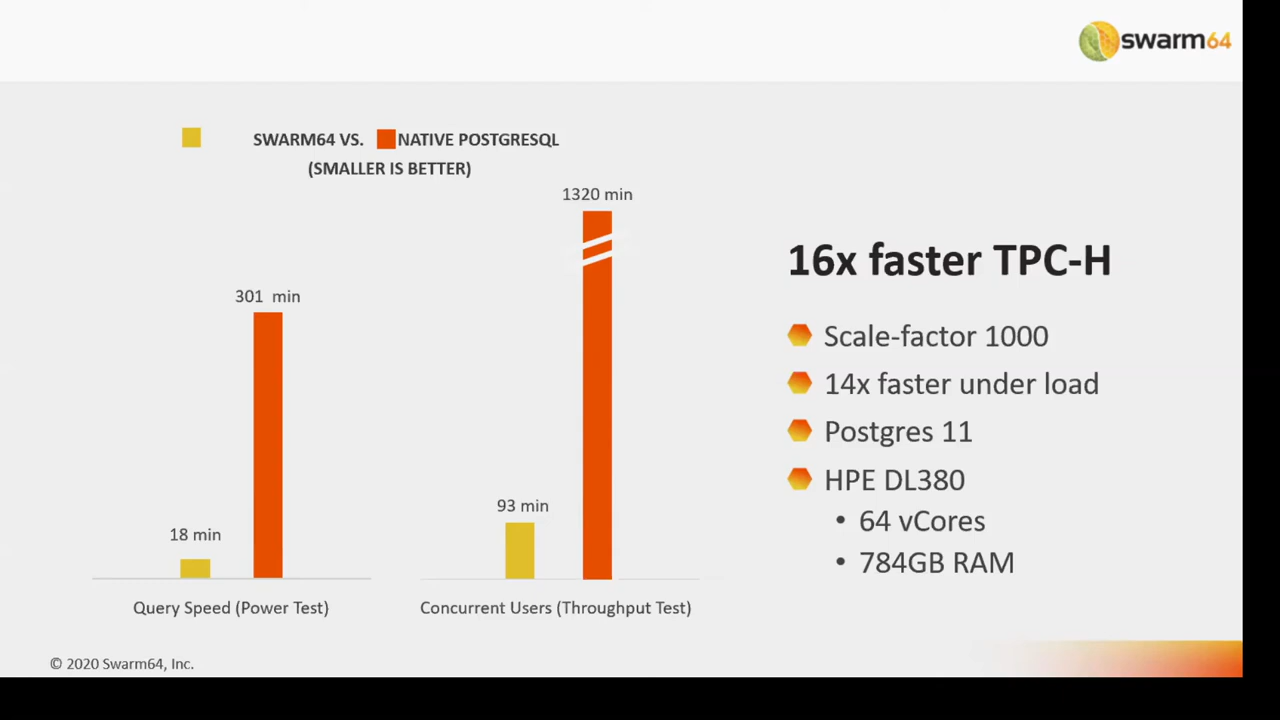 swarm64
SWARM64 VS. NATIVE POSTGRESQL
(SMALLER IS BETTER)
1320 min
301 min
93 min
18 min
Query Speed (Power Test)
Concurrent Users (Throughput Test)
16x faster TPC-H
Scale-factor 1000
14x faster under load
Postgres 11
HPE DL380
• 64 vCores
• 784GB RAM
© 2020 Swarm64, Inc.